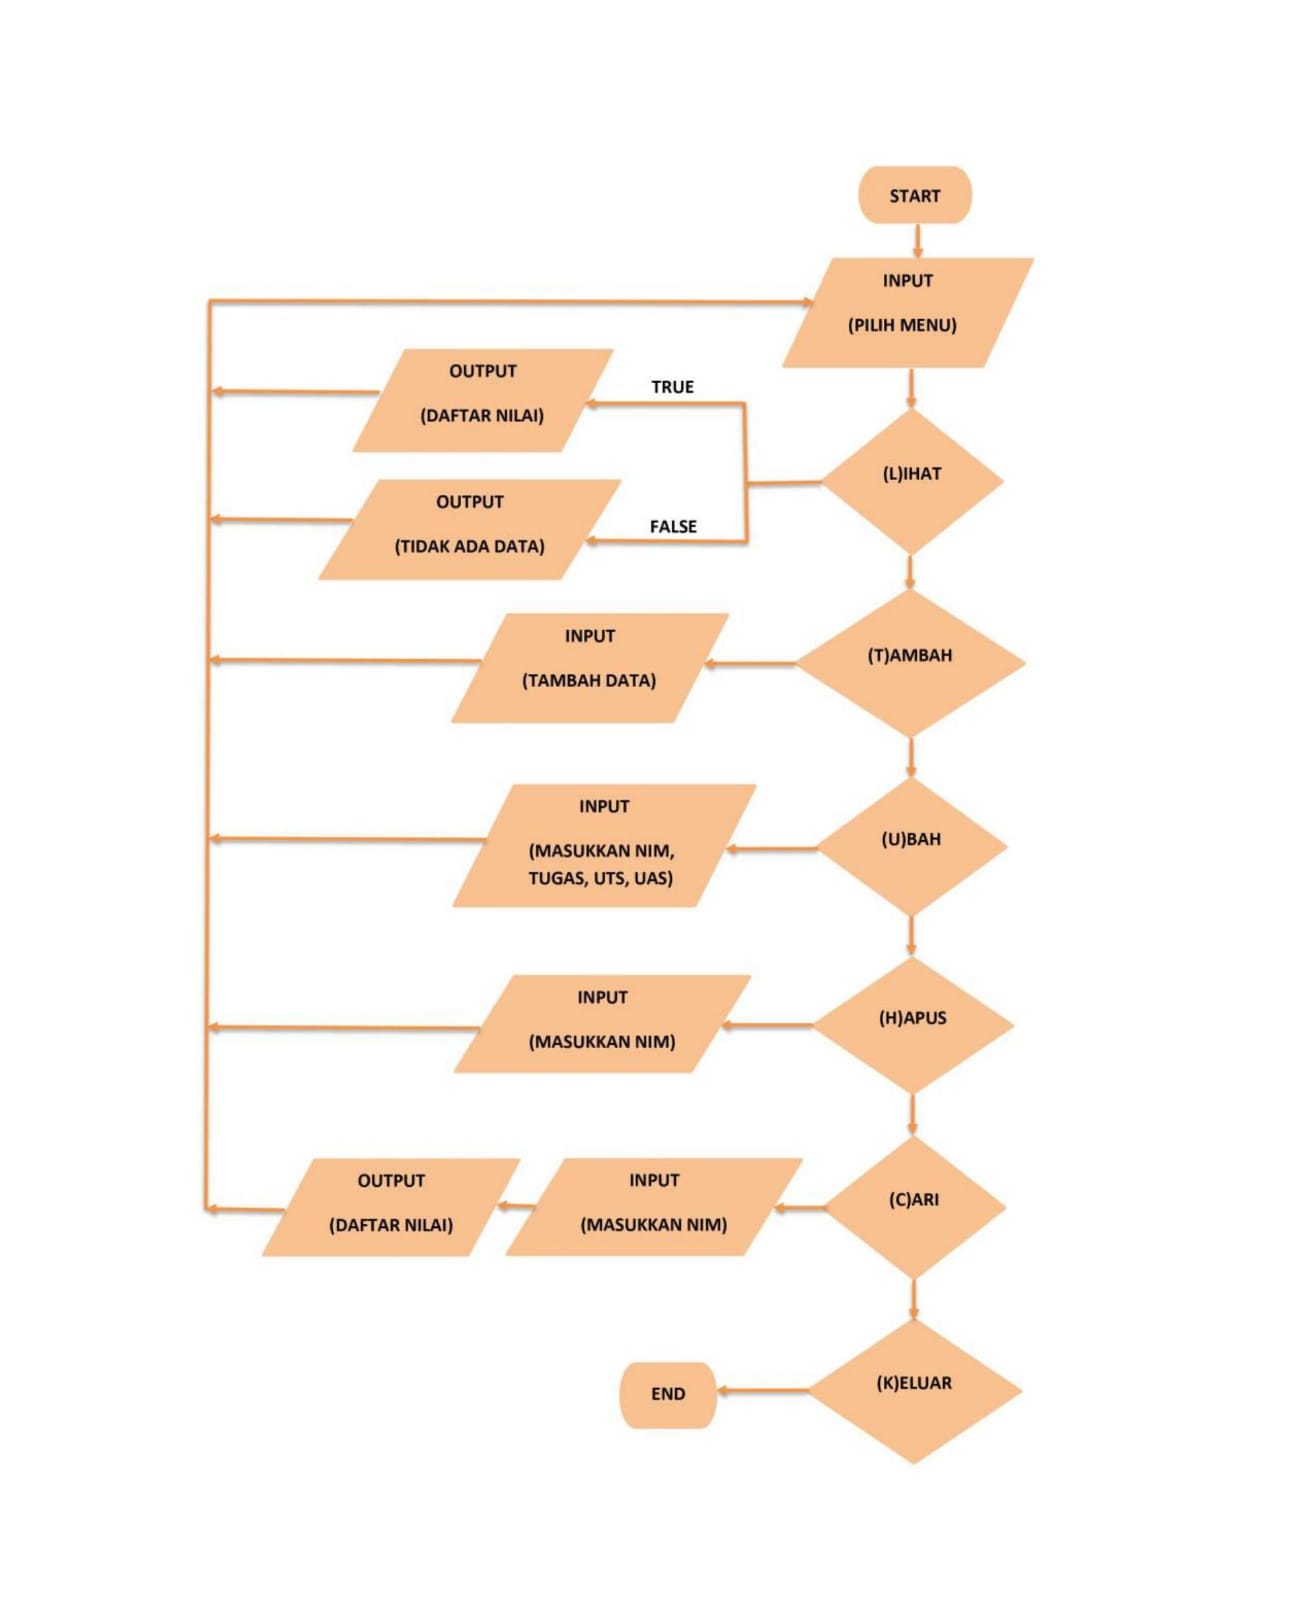 START
INPUT
(PILIH MENU)
OUTPUT
(DAFTAR NILAI)
TRUE
(L)IHAT
OUTPUT
(TIDAK ADA DATA)
FALSE
INPUT
(TAMBAH DATA)
(T)AMBAH
INPUT
(MASUKKAN NIM,
TUGAS, UTS, UAS)
(U)BAH
INPUT
(MASUKKAN NIM)
(H)APUS
OUTPUT
(DAFTAR NILAI)
INPUT
(MASUKKAN NIM)
(C)ARI
END
(K)ELUAR